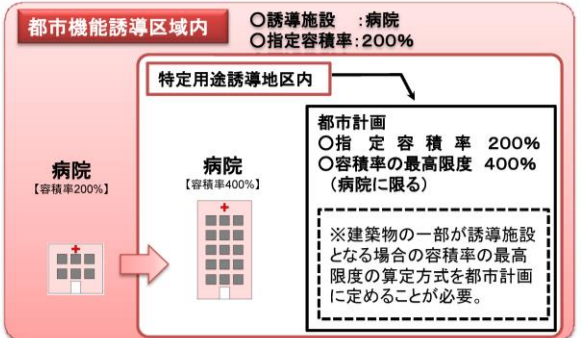 都市機能誘導区域内
○誘導施設 :病院
○指定容積率:200%
特定用途誘導地区内
都市計画
○指 定 容 積 率 200%
○容積率の最高限度 400%
(病院に限る)
※建築物の一部が誘導施設
となる場合の容積率の最高
限度の算定方式を都市計画
に定めることが必要。
病院
【容積率200%】
病院
【容積率400%】